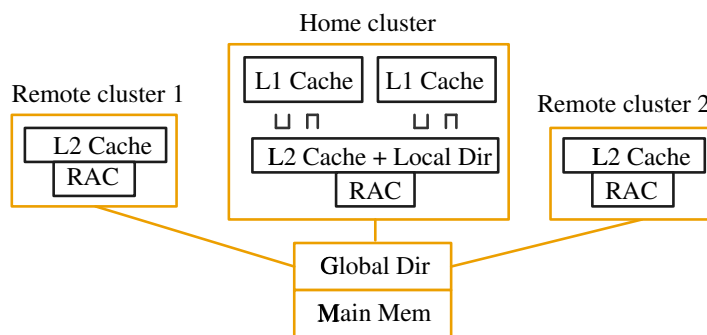 Home cluster
L1 Cache L1 Cache
Remote cluster 1
L2 Cache
RAC
L2 Cache + Local Dir
RAC
Remote cluster 2
L2 Cache
RAC
Global Dir
Main Mem